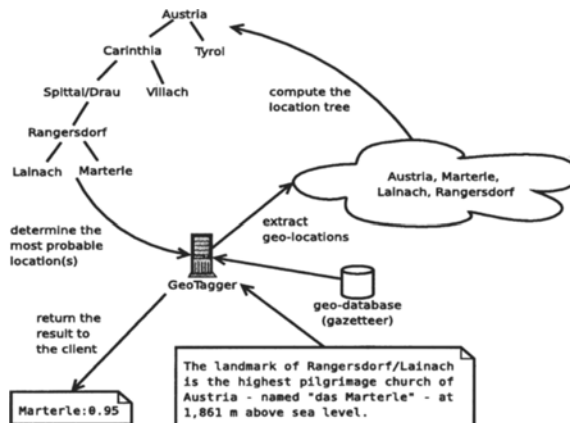 Austria
Carinthia
Tyrol
Spittal/Drau
Villach
Rangersdorf
Lainach
Marterle
compute the
location tree
Austria, Marterle,
Lainach, Rangersdorf
extract
geo-locations
determine the
most probable
location(s)
GeoTagger
geo-database
(gazetteer)
return the
result to
the client
Marterle:0.95
The landmark of Rangersdorf/Lainach
is the highest pilgrimage church of
Austria - named "das Marterle" - at
1,861 m above sea level.